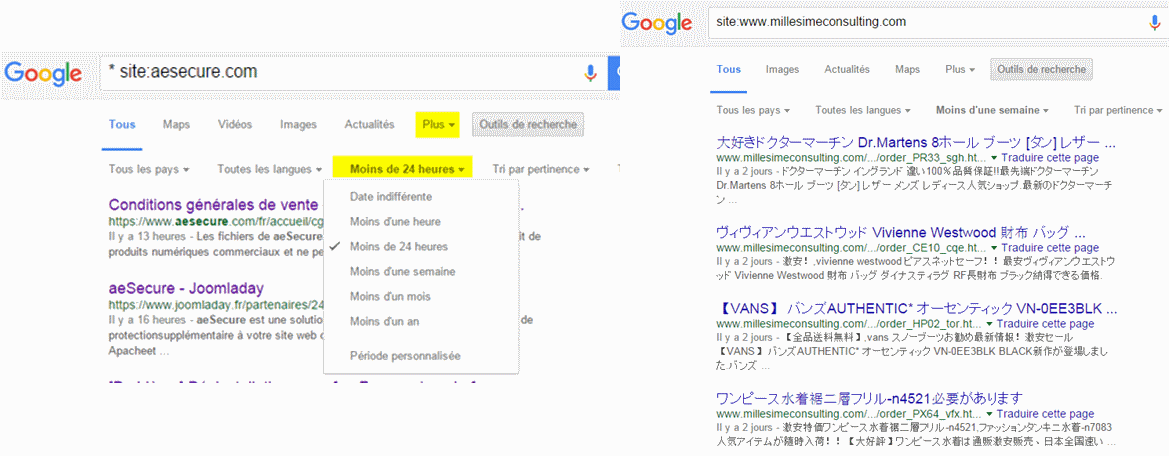 Google
* site:aesecure.com
Tous Maps Vidéos Images Actualités Plus Outils de recherche
Tous les pays Toutes les langues Moins de 24 heures Tri par pertinence
Date indifférente
Moins d'une heure
Moins de 24 heures
Moins d'une semaine
Moins d'un mois
Moins d'un an
Période personnalisée
Conditions générales de vente
https://www.aesecure.com/fr/accueil/cg
Il y a 13 heures - Les fichiers de aeSecure it de
produits numériques commerciaux et ne pe
aeSecure - Joomladay
https://www.joomladay.fr/partenaires/24
Il y a 16 heures - aeSecure est une solutio de
protectionsupplémentaire à votre site web
Apacheet ...
Google
site:www.millesimeconsulting.com
Tous Images Actualités Maps Plus Outils de recherche
Tous les pays Toutes les langues Moins d'une semaine Tri par pertinence
大好きドクターマーチン Dr.Martens 8ホール ブーツ [タン] レザー ...
www.millesimeconsulting.com/.../order_PR33_sgh.ht... Traduire cette page
Il y a 2 jours - ドクターマーチン イングランド 違い100%品質保証!!最先端ドクターマーチン
Dr.Martens 8ホール ブーツ [タン] レザー メンズ レディース人気ショップ.最新のドクターマーチ
ン ...
ヴィヴィアンウエストウッド Vivienne Westwood 財布 バッグ ...
www.millesimeconsulting.com/.../order_CE10_cqe.ht... Traduire cette page
Il y a 2 jours - 激安! ,vivienne westwood ピアスネットセーフ!! 最安ヴィヴィアンウエストウ
ッド Vivienne Westwood 財布 バッグ ダイナスティラグ RF長財布 ブラック納得できる価格.
【VANS】 バンズAUTHENTIC* オーセンティック VN-0EE3BLK ...
www.millesimeconsulting.com/.../order_HP02_tor.ht... Traduire cette page
Il y a 2 jours - 【全品送料無料】,vans スノーブーツお勧め最新情報! 激安セール
【VANS】 バンズAUTHENTIC* オーセンティック VN-0EE3BLK BLACK新作が登場しまし
た.バンズ ...
ワンピース水着裾二層フリル-n4521必要があります
www.millesimeconsulting.com/.../order_PX64_vfx.ht... Traduire cette page
Il y a 2 jours - 激安特価ワンピース水着裾二層フリル-n4521,ファッションタンキニ水着-n7083
人気アイテムが随時入荷!! 【大好評】ワンピース水着は通販激安販売、日本全国速い ...